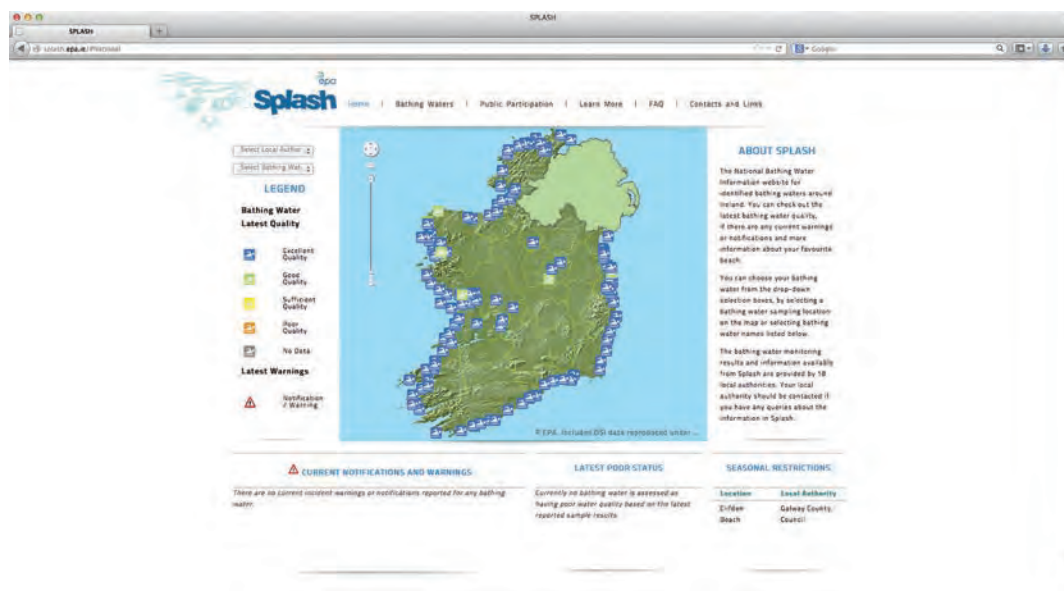 SPLASH
SPLASH
splash.epa.ie/#national
Google
epa
Splash
Home | Bathing Waters | Public Participation | Learn More | FAQ | Contacts and Links
Select Local Author
Select Bathing Wat
LEGEND
Bathing Water
Latest Quality
Excellent
Quality
Good
Quality
Sufficient
Quality
Poor
Quality
No Data
Latest Warnings
Notification
/ Warning
© EPA. Includes OSI data reproduced under ...
ABOUT SPLASH
The National Bathing Water
Information website for
identified bathing waters around
Ireland. You can check out the
latest bathing water quality,
if there are any current warnings
or notifications and more
information about your favourite
beach.
You can choose your bathing
water from the drop-down
selection boxes, by selecting a
bathing water sampling location
on the map or selecting bathing
water names listed below.
The bathing water monitoring
results and information available
from Splash are provided by 18
local authorities. Your local
authority should be contacted if
you have any queries about the
information in Splash.
CURRENT NOTIFICATIONS AND WARNINGS
There are no current incident warnings or notifications reported for any bathing
water.
LATEST POOR STATUS
Currently no bathing water is assessed as
having poor water quality based on the latest
reported sample results.
SEASONAL RESTRICTIONS
Location Local Authority
Clifden Galway County
Beach Council